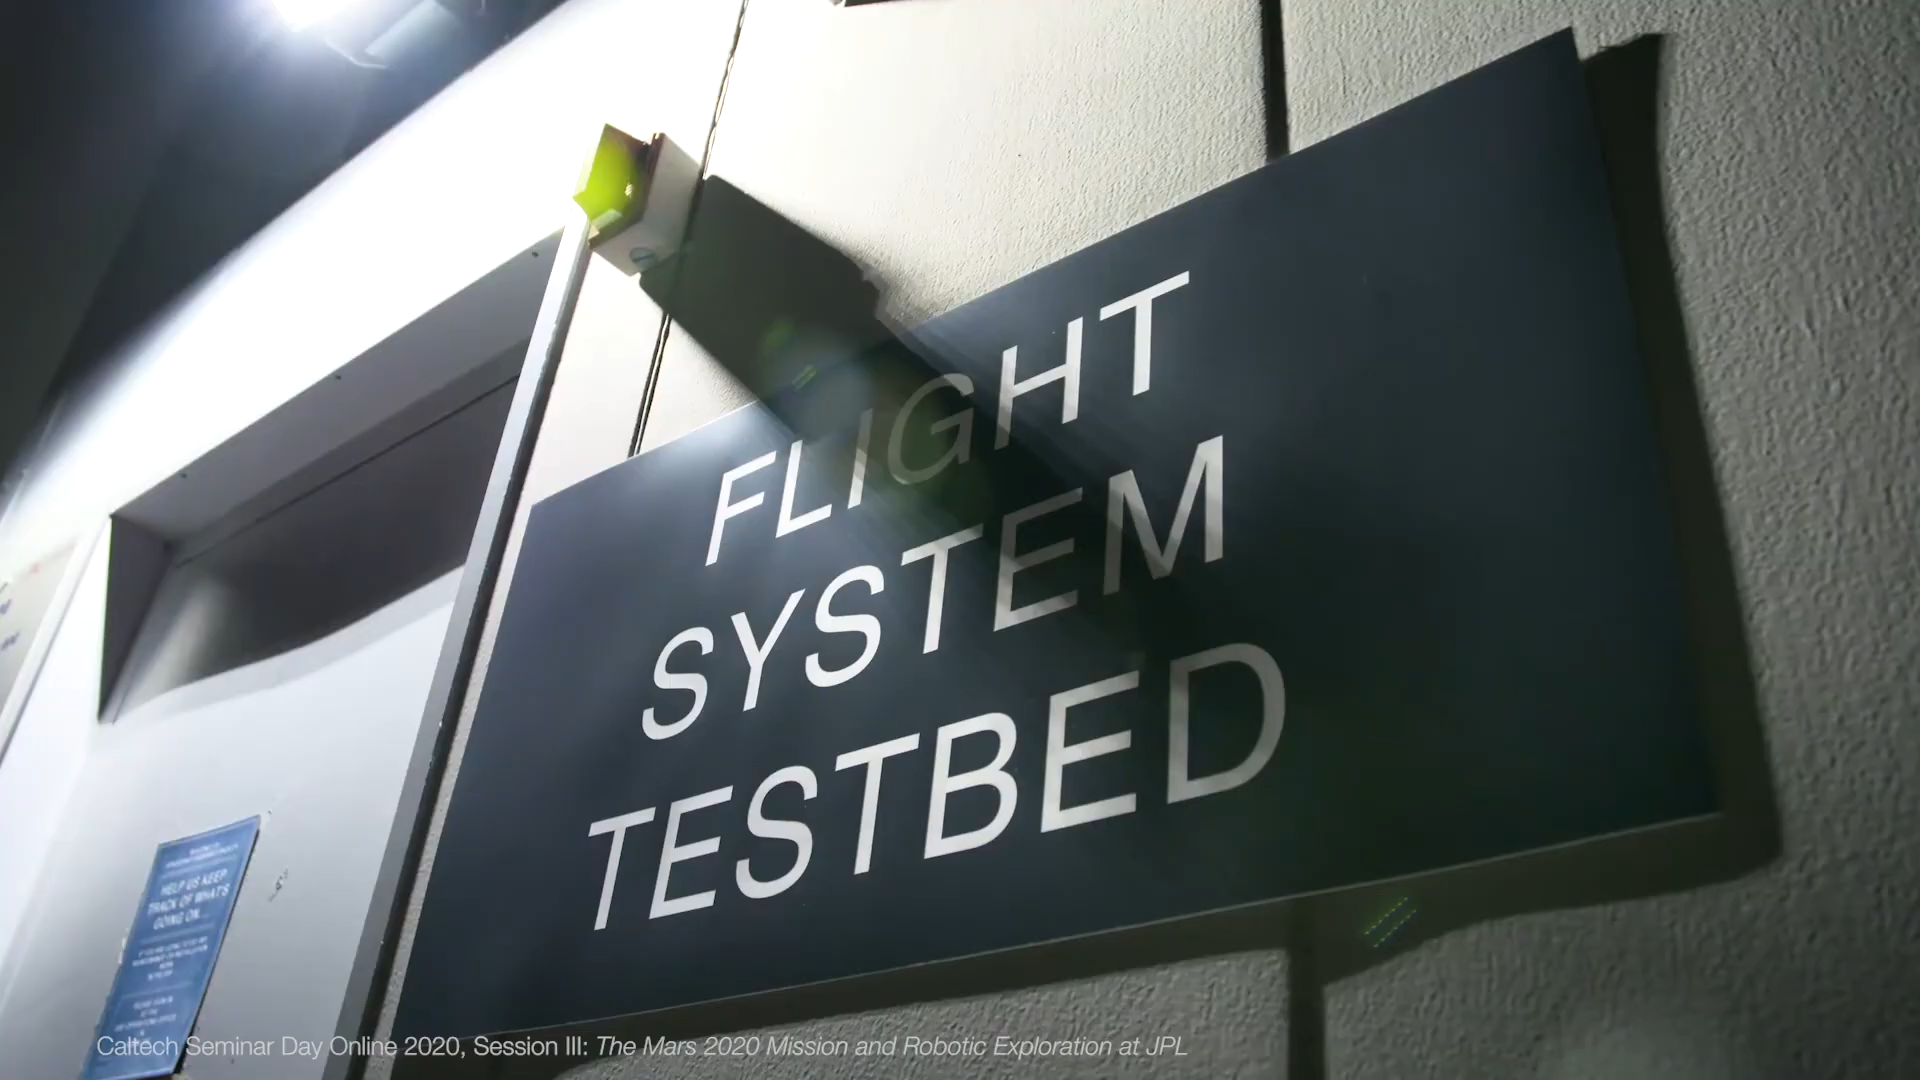 FLIGHT
SYSTEM
TESTBED
HELP US KEEP
TRACK OF WHAT'S
GOING ON
Caltech Seminar Day Online 2020, Session III: The Mars 2020 Mission and Robotic Exploration at JPL